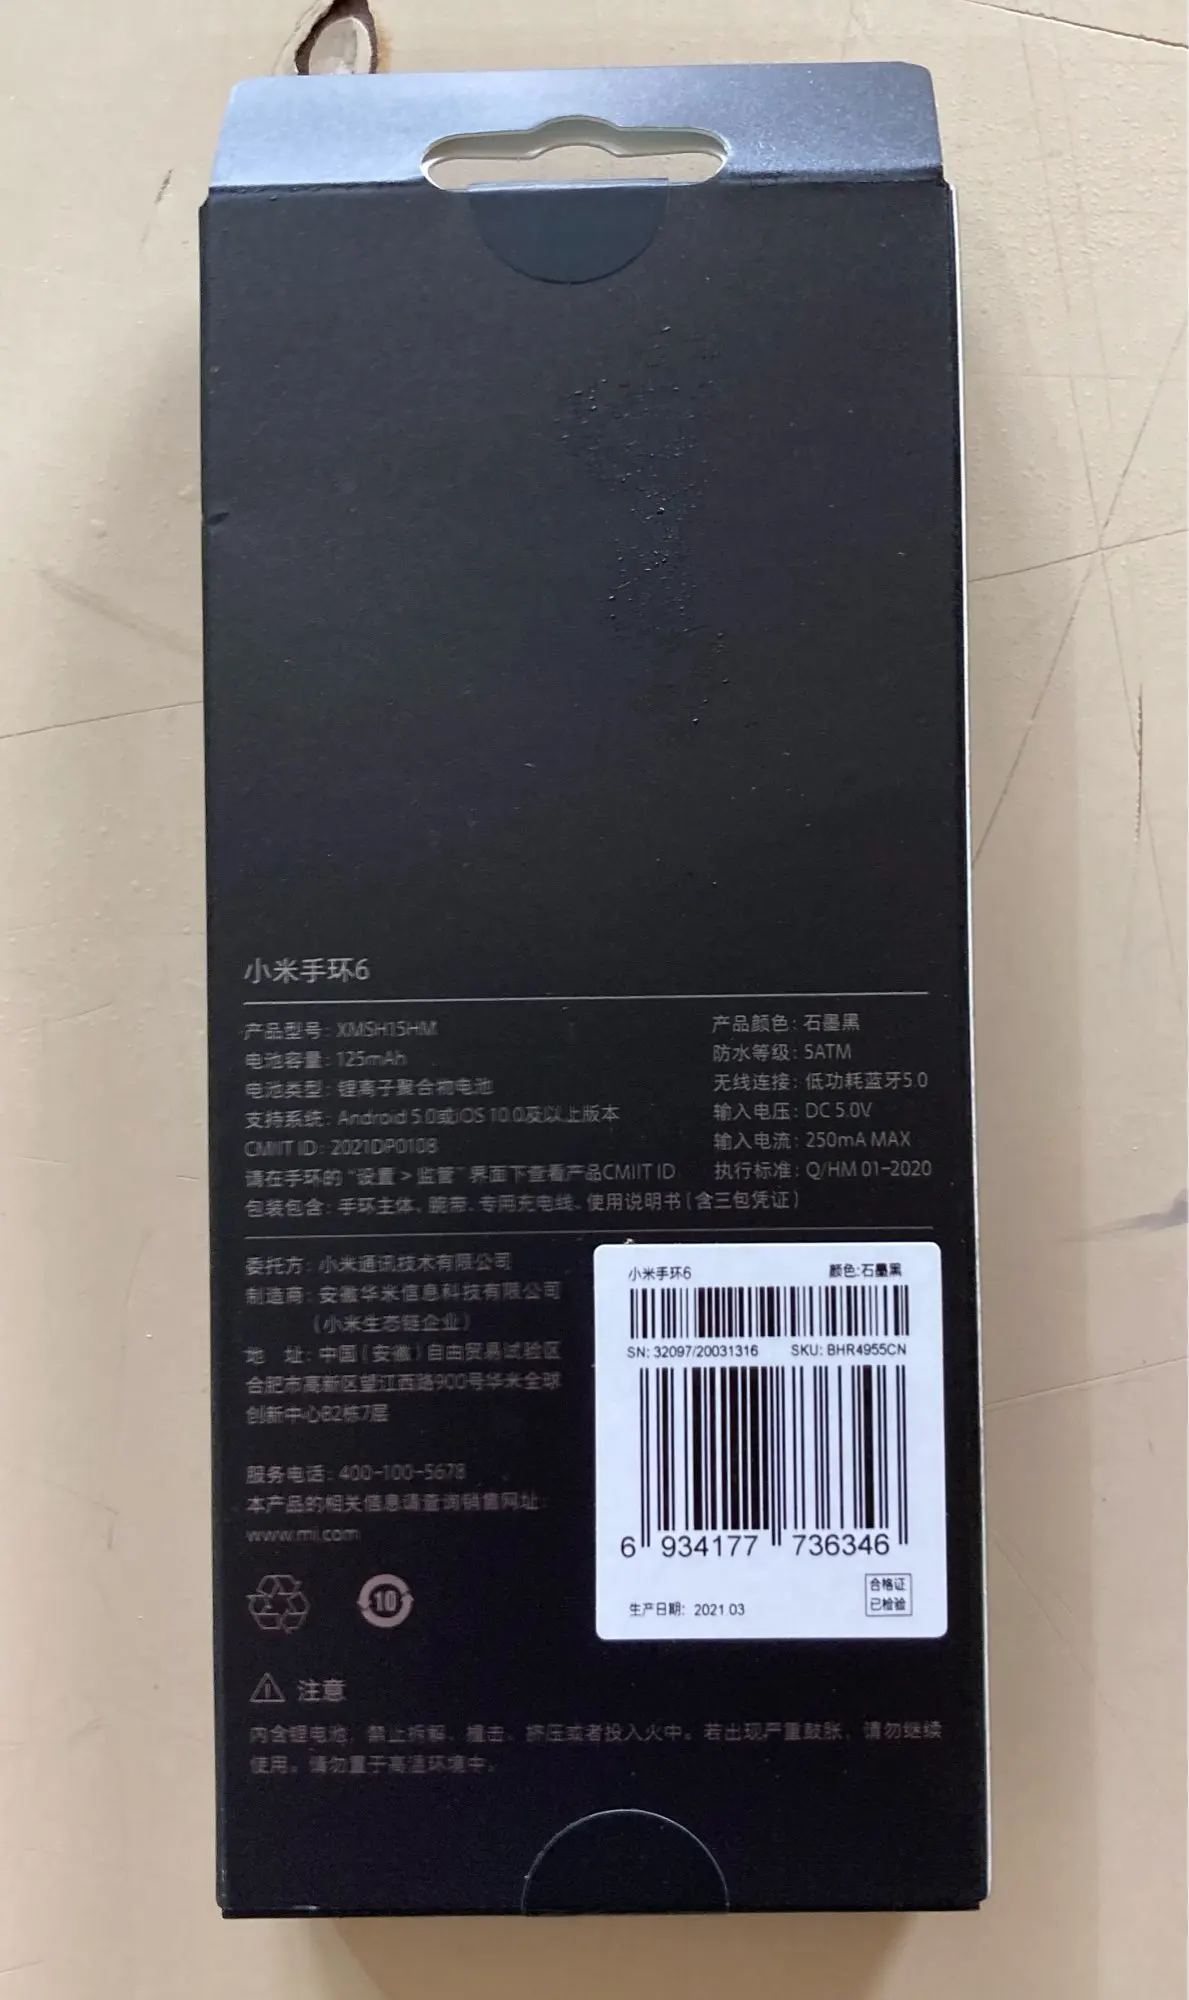 小米手环6
产品型号: XMSH15HM
电池容量: 125mAh
电池类型: 锂离子聚合物电池
支持系统: Android 5.0或iOS 10.0及以上版本
CMIIT ID: 2021DP0108
请在手环的“设置 > 监管”界面下查看产品CMIIT ID
包装包含: 手环主体、腕带、专用充电线、使用说明书(含三包凭证)
产品颜色: 石墨黑
防水等级: 5ATM
无线连接: 低功耗蓝牙5.0
输入电压: DC 5.0V
输入电流: 250mA MAX
执行标准: Q/HM 01-2020
委托方: 小米通讯技术有限公司
制造商: 安徽华米信息科技有限公司
(小米生态链企业)
地 址: 中国(安徽)自由贸易试验区
合肥市高新区望江西路900号华米全球
创新中心B2栋7层
服务电话: 400-100-5678
本产品的相关信息请查询销售网址:
www.mi.com
10
小米手环6 颜色:石墨黑
SN: 32097/20031316 SKU: BHR4955CN
6 934177 736346
生产日期: 2021 03
合格证
已检验
注意
内含锂电池，禁止拆解、撞击、挤压或者投入火中。若出现严重鼓胀，请勿继续
使用。请勿置于高温环境中。